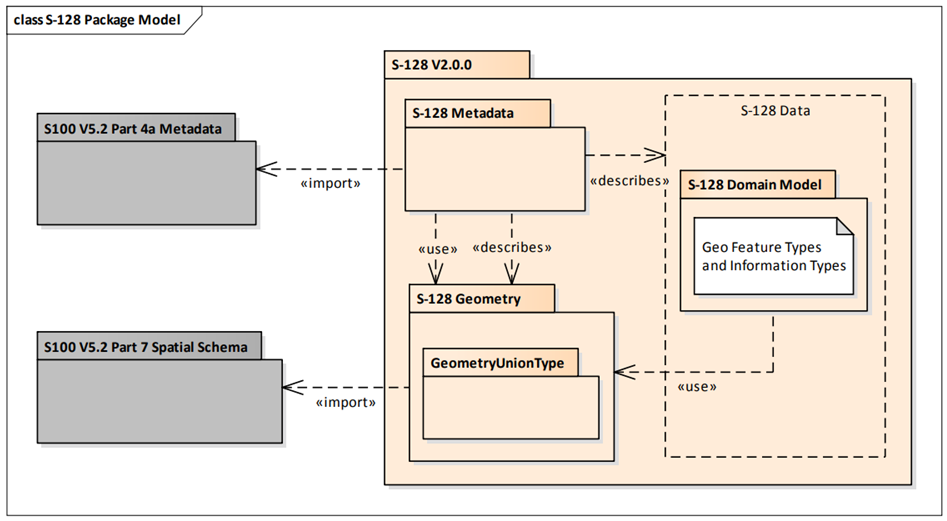 class S-128 Package Model
S-128 V2.0.0
S-128 Metadata
S-128 Data
S100 V5.2 Part 4a Metadata
«import»
«describes»
S-128 Domain Model
Geo Feature Types
and Information Types
«use»
«describes»
S-128 Geometry
S100 V5.2 Part 7 Spatial Schema
GeometryUnionType
«import»
«use»